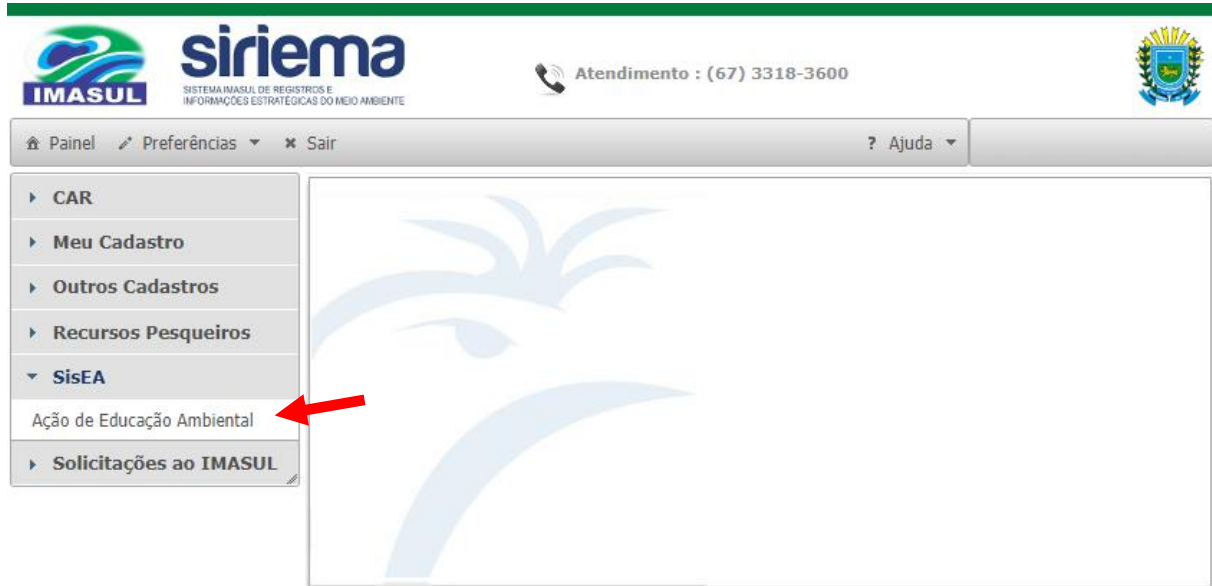 IMASUL
siriema
SISTEMA IMASUL DE REGISTROS E
INFORMAÇÕES ESTRATÉGICAS DO MEIO AMBIENTE
Atendimento : (67) 3318-3600
Painel Preferências Sair ? Ajuda
CAR
Meu Cadastro
Outros Cadastros
Recursos Pesqueiros
SisEA
Ação de Educação Ambiental
Solicitações ao IMASUL